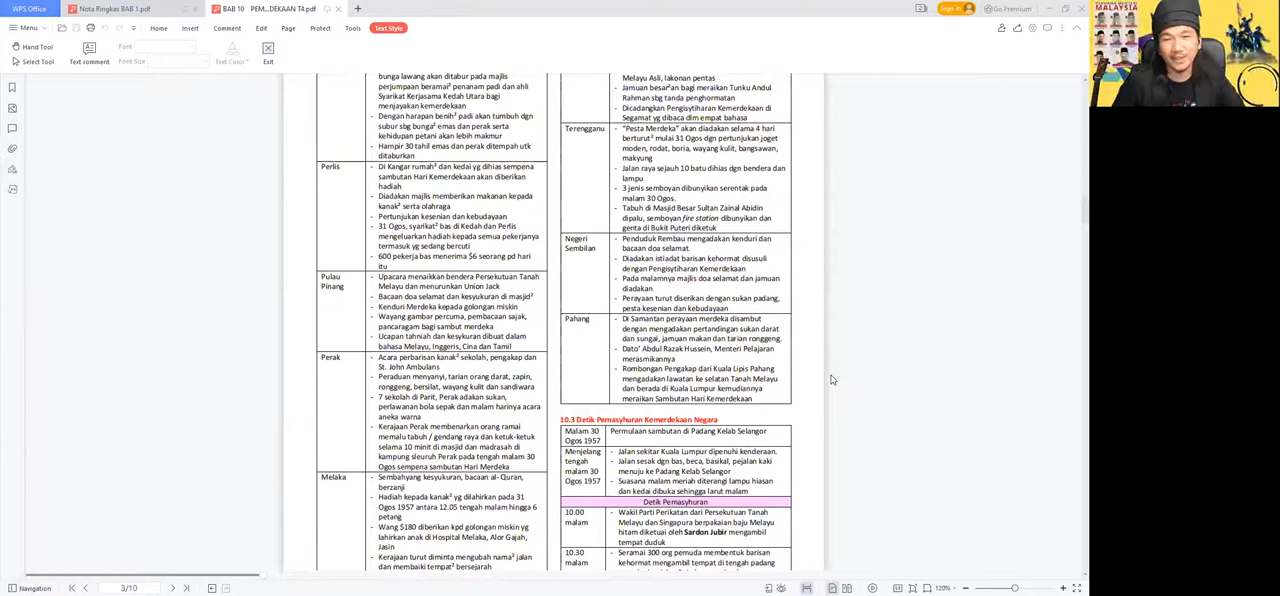 WPS Office
Nota Ringkas BAB 1.pdf
BAB 10 PEM...DEKAAN T4.pdf
Sign in
Go Premium
Menu
Home
Insert
Comment
Edit
Page
Protect
Tools
Text Style
Hand Tool
Select Tool
Text comment
Font
Font Size
Text Color
Exit
bunga lawang akan ditabur pada majlis
perjumpaan beramai² penanam padi dan ahli
Syarikat Kerjasama Kedah Utara bagi
menjayakan kemerdekaan
- Dengan harapan benih² padi akan tumbuh dgn
subur sbg bunga² emas dan perak serta
kehidupan petani akan lebih makmur
- Hampir 30 tahil emas dan perak ditempah utk
ditaburkan
Perlis
- Di Kangar rumah² dan kedai yg dihias sempena
sambutan Hari Kemerdekaan akan diberikan
hadiah
- Diadakan majlis memberikan makanan kepada
kanak² serta olahraga
- Pertunjukan kesenian dan kebudayaan
- 31 Ogos, syarikat² bas di Kedah dan Perlis
mengeluarkan hadiah kepada semua pekerjanya
termasuk yg sedang bercuti
- 600 pekerja bas menerima $6 seorang pd hari
itu
Pulau
Pinang
- Upacara menaikkan bendera Persekutuan Tanah
Melayu dan menurunkan Union Jack
- Bacaan doa selamat dan kesyukuran di masjid²
- Kenduri Merdeka kepada golongan miskin
- Wayang gambar percuma, pembacaan sajak,
pancaragam bagi sambut merdeka
- Ucapan tahniah dan kesykuran dibuat dalam
bahasa Melayu, Inggeris, Cina dan Tamil
Perak
- Acara perbarisan kanak² sekolah, pengakap dan
St. John Ambulans
- Peraduan menyanyi, tarian orang darat, zapin,
ronggeng, bersilat, wayang kulit dan sandiwara
- 7 sekolah di Parit, Perak adakan sukan,
perlawanan bola sepak dan malam harinya acara
aneka warna
- Kerajaan Perak membenarkan orang ramai
memalu tabuh / gendang raya dan ketuk-ketuk
selama 10 minit di masjid dan madrasah di
kampung sleuruh Perak pada tengah malam 30
Ogos sempena sambutan Hari Merdeka
Melaka
- Sembahyang kesyukuran, bacaan al- Quran,
berzanji
- Hadiah kepada kanak² yg dilahirkan pada 31
Ogos 1957 antara 12.05 tengah malam hingga 6
petang
- Wang $180 diberikan kpd golongan miskin yg
lahirkan anak di Hospital Melaka, Alor Gajah,
Jasin
- Kerajaan turut diminta mengubah nama² jalan
dan membaiki tempat² bersejarah
Melayu Asli, lakonan pentas
- Jamuan besar²an bagi meraikan Tunku Andul
Rahman sbg tanda penghormatan
- Dicadangkan Pengisytiharan Kemerdekaan di
Segamat yg dibaca dlm empat bahasa
Terengganu
- "Pesta Merdeka" akan diadakan selama 4 hari
berturut² mulai 31 Ogos dgn pertunjukan joget
moden, rodat, boria, wayang kulit, bangsawan,
makyung
- Jalan raya sejauh 10 batu dihias dgn bendera dan
lampu
- 3 jenis semboyan dibunyikan serentak pada
malam 30 Ogos.
- Tabuh di Masjid Besar Sultan Zainal Abidin
dipalu, semboyan fire station dibunyikan dan
genta di Bukit Puteri diketuk
Negeri
Sembilan
- Penduduk Rembau mengadakan kenduri dan
bacaan doa selamat.
- Diadakan istiadat barisan kehormat disusuli
dengan Pengisytiharan Kemerdekaan
- Pada malamnya majlis doa selamat dan jamuan
diadakan
- Perayaan turut diserikan dengan sukan padang,
pesta kesenian dan kebudayaan
Pahang
- Di Samantan perayaan merdeka disambut
dengan mengadakan pertandingan sukan darat
dan sungai, jamuan makan dan tarian ronggeng.
- Dato' Abdul Razak Hussein, Menteri Pelajaran
merasmikannya
- Rombongan Pengakap dari Kuala Lipis Pahang
mengadakan lawatan ke selatan Tanah Melayu
dan berada di Kuala Lumpur kemudiannya
meraikan Sambutan Hari Kemerdekaan
10.3 Detik Pemasyhuran Kemerdekaan Negara
Malam 30
Ogos 1957
Permulaan sambutan di Padang Kelab Selangor
Menjelang
tengah
malam 30
Ogos 1957
- Jalan sekitar Kuala Lumpur dipenuhi kenderaan.
- Jalan sesak dgn bas, beca, basikal, pejalan kaki
menuju ke Padang Kelab Selangor
- Suasana malam meriah diterangi lampu hiasan
dan kedai dibuka sehingga larut malam
Detik Pemasyhuran
10.00
malam
- Wakil Parti Perikatan dari Persekutuan Tanah
Melayu dan Singapura berpakaian baju Melayu
hitam diketuai oleh Sardon Jubir mengambil
tempat duduk
10.30
malam
- Seramai 300 org pemuda membentuk barisan
kehormat mengambil tempat di tengah padang
Navigation
3/10
120%
MALAYSIA